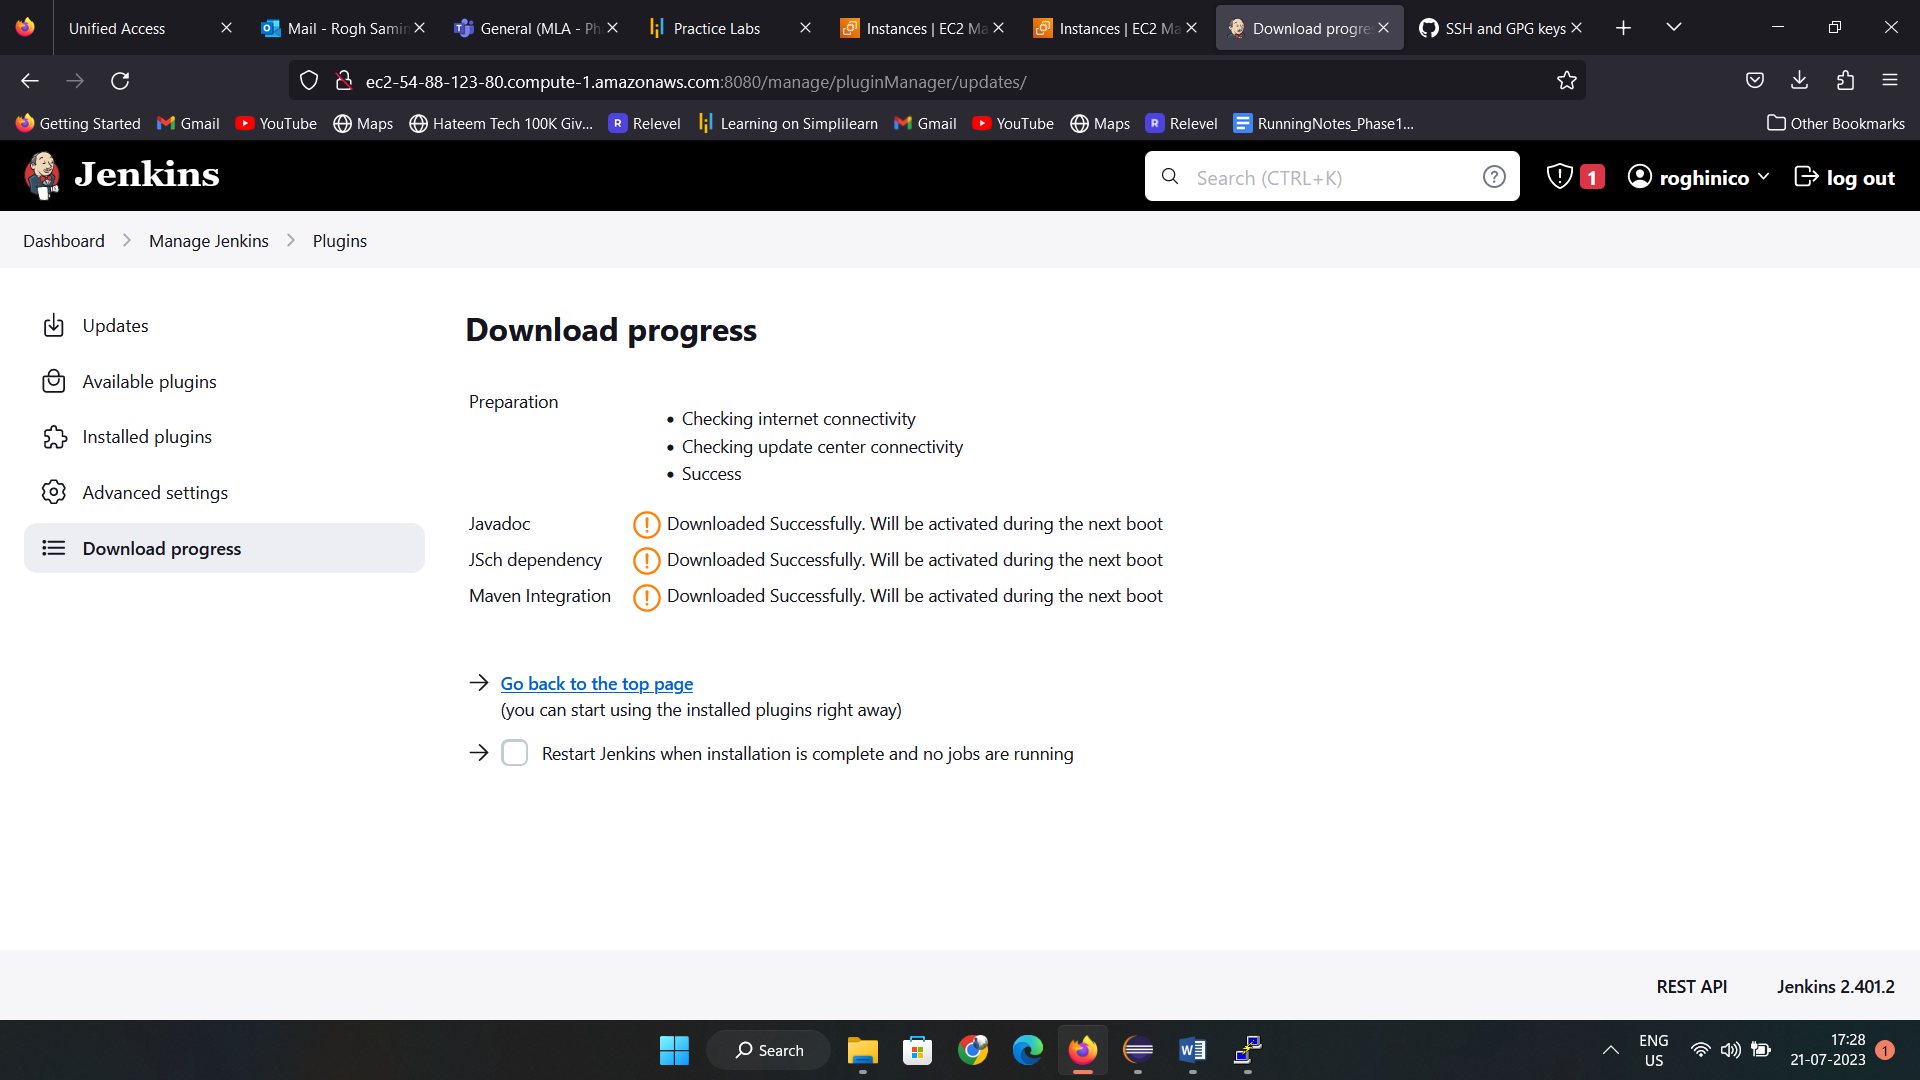 Unified Access
Mail - Rogh Samin
General (MLA - Ph
Practice Labs
Instances | EC2 Ma
Instances | EC2 Ma
Download progre
SSH and GPG keys
ec2-54-88-123-80.compute-1.amazonaws.com:8080/manage/pluginManager/updates/
Getting Started
Gmail
YouTube
Maps
Hateem Tech 100K Giv...
R Relevel
Learning on Simplilearn
Gmail
YouTube
Maps
R Relevel
RunningNotes_Phase1...
Other Bookmarks
Jenkins
Search (CTRL+K)
?
1
roghinico
log out
Dashboard
Manage Jenkins
Plugins
Updates
Available plugins
Installed plugins
Advanced settings
Download progress
Download progress
Preparation
• Checking internet connectivity
• Checking update center connectivity
• Success
Javadoc Downloaded Successfully. Will be activated during the next boot
JSch dependency Downloaded Successfully. Will be activated during the next boot
Maven Integration Downloaded Successfully. Will be activated during the next boot
→ Go back to the top page
(you can start using the installed plugins right away)
→ Restart Jenkins when installation is complete and no jobs are running
REST API
Jenkins 2.401.2
Search
ENG
US
17:28
21-07-2023
1